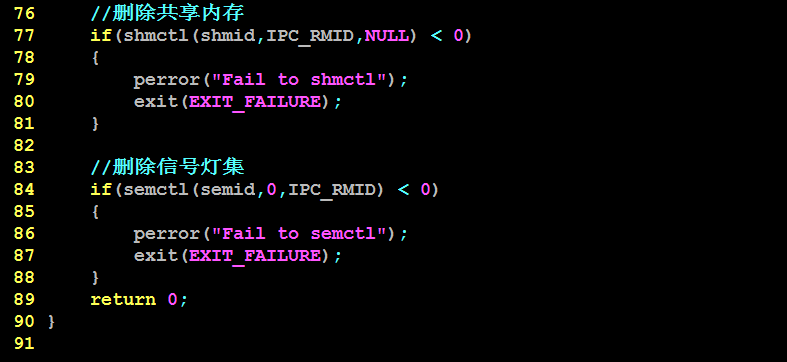 76     //删除共享内存
77     if(shmctl(shmid,IPC_RMID,NULL) < 0)
78     {
79         perror("Fail to shmctl");
80         exit(EXIT_FAILURE);
81     }
82
83     //删除信号灯集
84     if(semctl(semid,0,IPC_RMID) < 0)
85     {
86         perror("Fail to semctl");
87         exit(EXIT_FAILURE);
88     }
89     return 0;
90 }
91